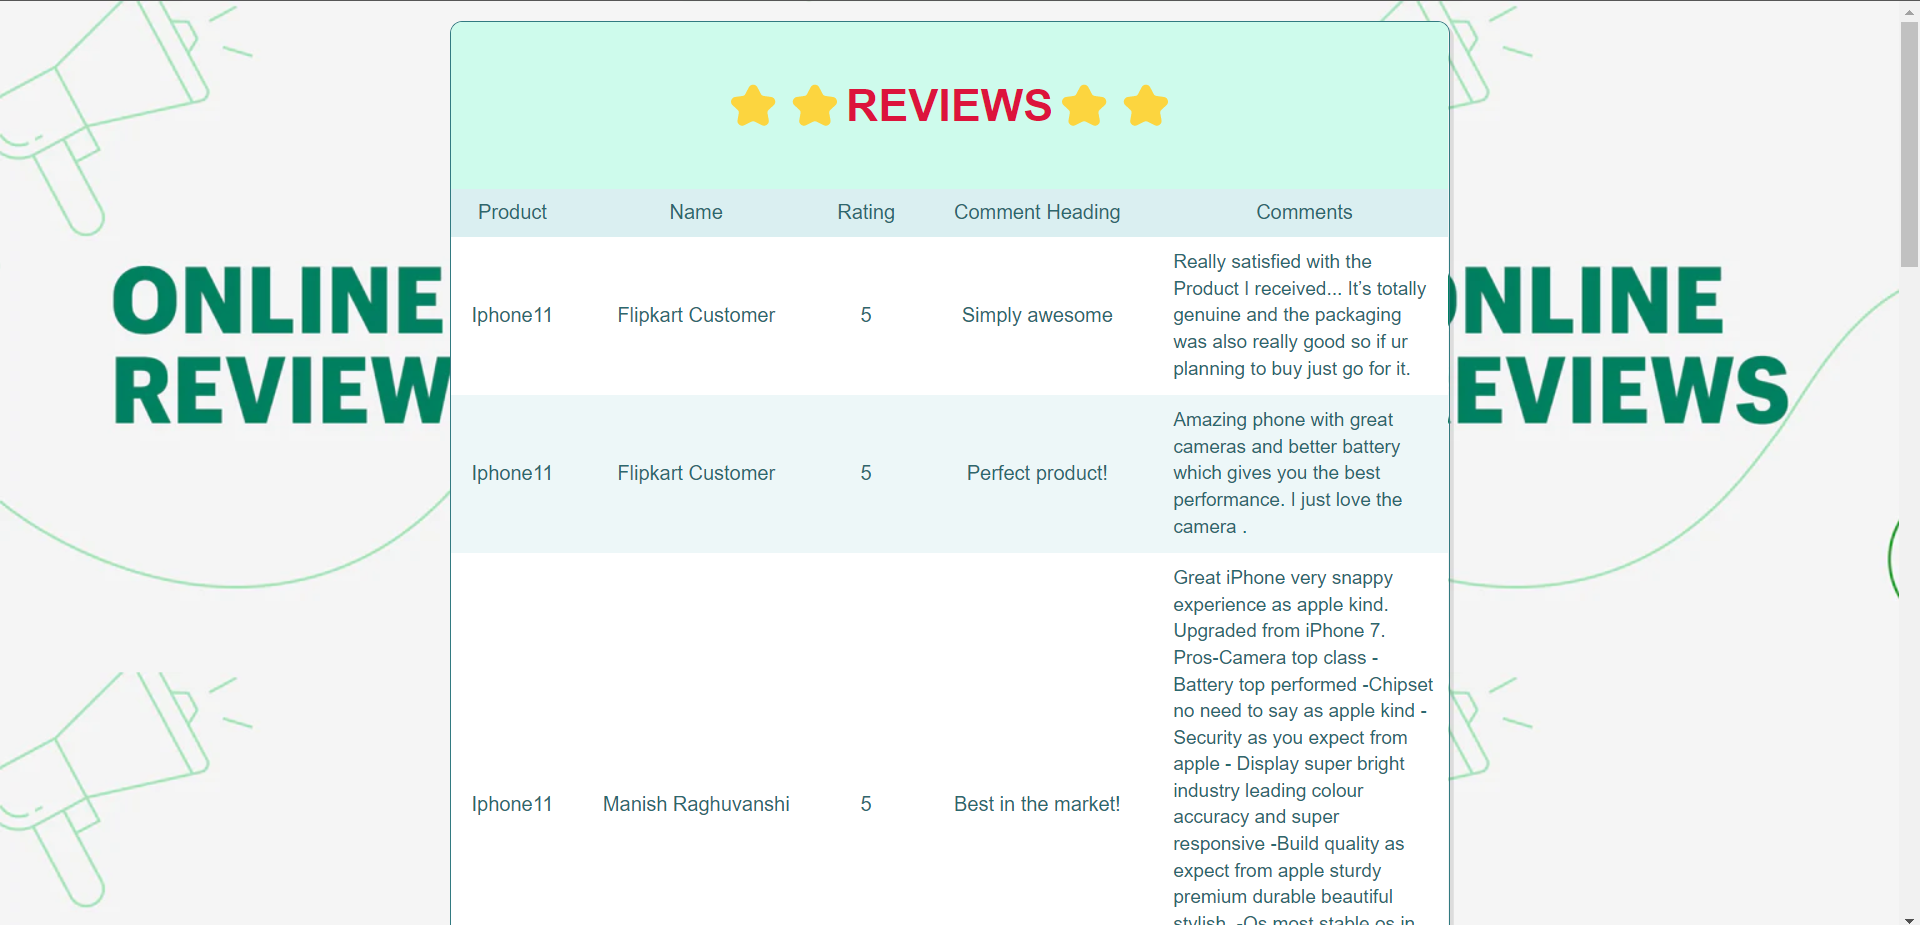 REVIEWS
Product Name Rating Comment Heading Comments
ONLINE
REVIEW
NLINE
EVIEWS
Iphone11 Flipkart Customer 5 Simply awesome
Really satisfied with the
Product I received... It’s totally
genuine and the packaging
was also really good so if ur
planning to buy just go for it.
Iphone11 Flipkart Customer 5 Perfect product!
Amazing phone with great
cameras and better battery
which gives you the best
performance. I just love the
camera .
Iphone11 Manish Raghuvanshi 5 Best in the market!
Great iPhone very snappy
experience as apple kind.
Upgraded from iPhone 7.
Pros-Camera top class -
Battery top performed -Chipset
no need to say as apple kind -
Security as you expect from
apple - Display super bright
industry leading colour
accuracy and super
responsive -Build quality as
expect from apple sturdy
premium durable beautiful
stylish. -Os most stable os in